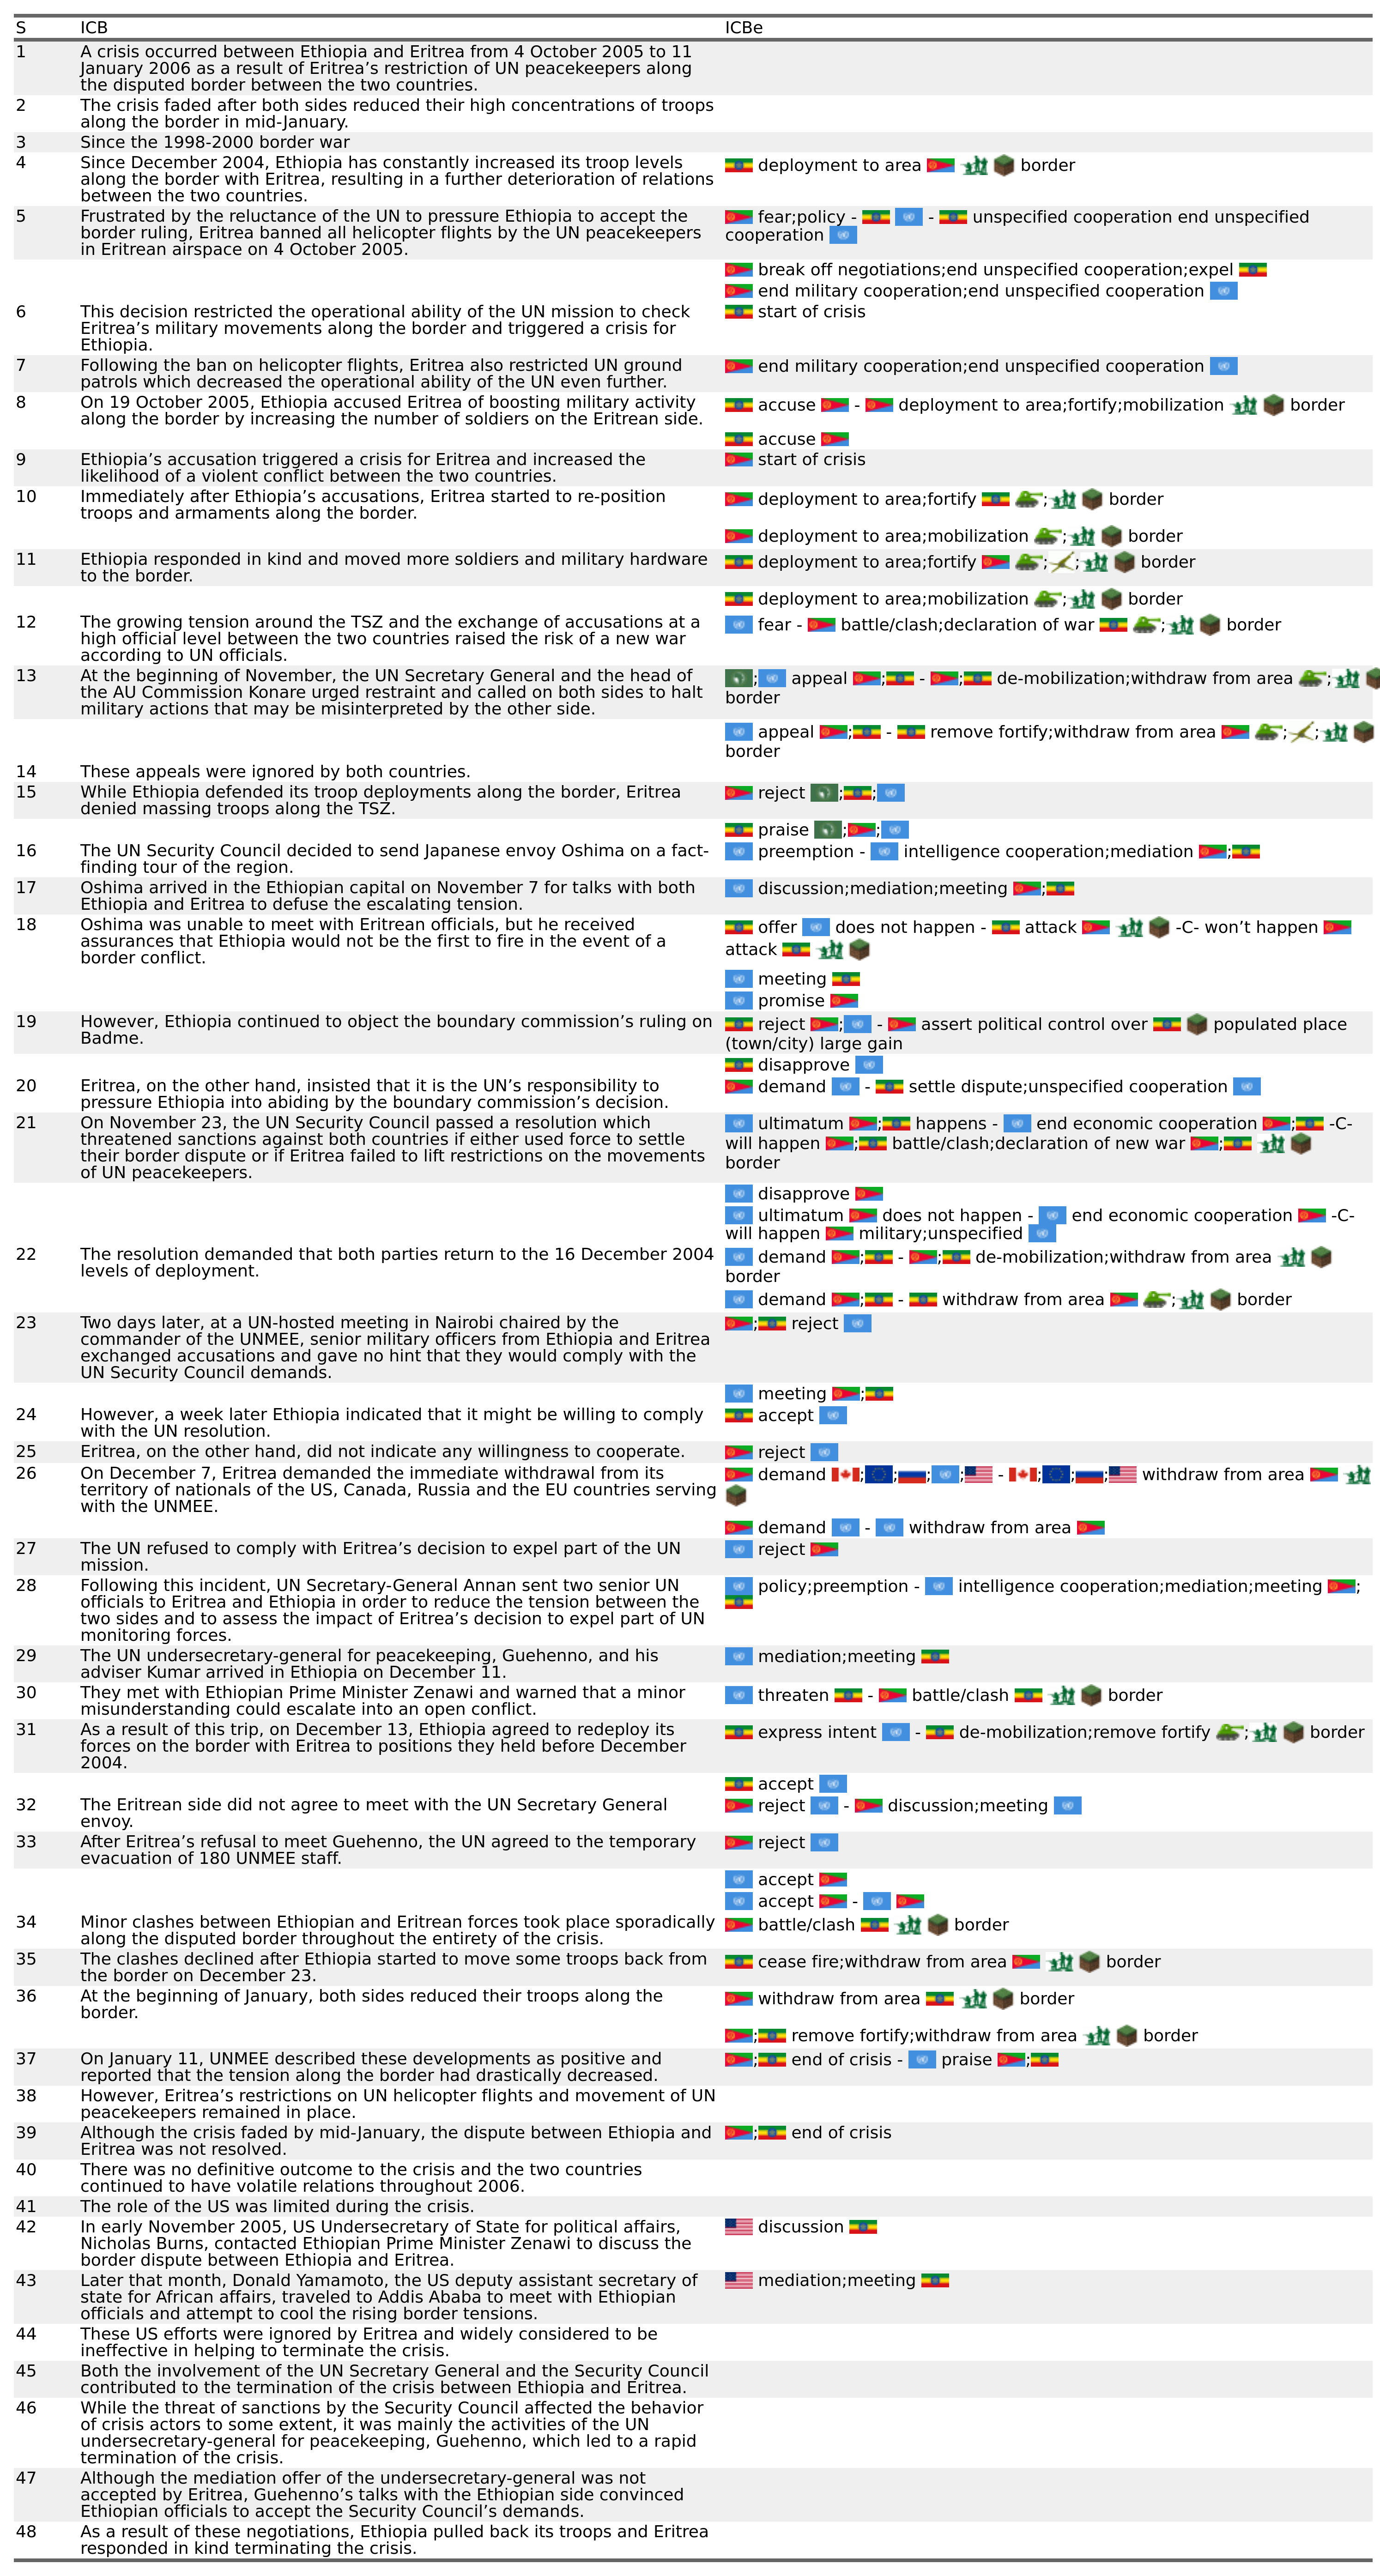 S ICB ICBe
1 A crisis occurred between Ethiopia and Eritrea from 4 October 2005 to 11
January 2006 as a result of Eritrea’s restriction of UN peacekeepers along
the disputed border between the two countries.
2 The crisis faded after both sides reduced their high concentrations of troops
along the border in mid-January.
3 Since the 1998-2000 border war
4 Since December 2004, Ethiopia has constantly increased its troop levels
along the border with Eritrea, resulting in a further deterioration of relations
between the two countries.
deployment to area border
5 Frustrated by the reluctance of the UN to pressure Ethiopia to accept the
border ruling, Eritrea banned all helicopter flights by the UN peacekeepers
in Eritrean airspace on 4 October 2005.
fear;policy - - unspecified cooperation end unspecified
cooperation
break off negotiations;end unspecified cooperation;expel
end military cooperation;end unspecified cooperation
6 This decision restricted the operational ability of the UN mission to check
Eritrea’s military movements along the border and triggered a crisis for
Ethiopia.
start of crisis
7 Following the ban on helicopter flights, Eritrea also restricted UN ground
patrols which decreased the operational ability of the UN even further.
end military cooperation;end unspecified cooperation
8 On 19 October 2005, Ethiopia accused Eritrea of boosting military activity
along the border by increasing the number of soldiers on the Eritrean side.
accuse - deployment to area;fortify;mobilization border
accuse
9 Ethiopia’s accusation triggered a crisis for Eritrea and increased the
likelihood of a violent conflict between the two countries.
start of crisis
10 Immediately after Ethiopia’s accusations, Eritrea started to re-position
troops and armaments along the border.
deployment to area;fortify ; border
deployment to area;mobilization ; border
11 Ethiopia responded in kind and moved more soldiers and military hardware
to the border.
deployment to area;fortify ; ; border
deployment to area;mobilization ; border
12 The growing tension around the TSZ and the exchange of accusations at a
high official level between the two countries raised the risk of a new war
according to UN officials.
fear - battle/clash;declaration of war ; border
13 At the beginning of November, the UN Secretary General and the head of
the AU Commission Konare urged restraint and called on both sides to halt
military actions that may be misinterpreted by the other side.
; appeal ; - ; de-mobilization;withdraw from area ;
border
appeal ; - remove fortify;withdraw from area ; ;
border
14 These appeals were ignored by both countries.
15 While Ethiopia defended its troop deployments along the border, Eritrea
denied massing troops along the TSZ.
reject ; ;
praise ; ;
16 The UN Security Council decided to send Japanese envoy Oshima on a fact-
finding tour of the region.
preemption - intelligence cooperation;mediation ;
17 Oshima arrived in the Ethiopian capital on November 7 for talks with both
Ethiopia and Eritrea to defuse the escalating tension.
discussion;mediation;meeting ;
18 Oshima was unable to meet with Eritrean officials, but he received
assurances that Ethiopia would not be the first to fire in the event of a
border conflict.
offer does not happen - attack -C- won’t happen
attack
meeting
promise
19 However, Ethiopia continued to object the boundary commission’s ruling on
Badme.
reject ; - assert political control over populated place
(town/city) large gain
disapprove
20 Eritrea, on the other hand, insisted that it is the UN’s responsibility to
pressure Ethiopia into abiding by the boundary commission’s decision.
demand - settle dispute;unspecified cooperation
21 On November 23, the UN Security Council passed a resolution which
threatened sanctions against both countries if either used force to settle
their border dispute or if Eritrea failed to lift restrictions on the movements
of UN peacekeepers.
ultimatum ; happens - end economic cooperation ; -C-
will happen ; battle/clash;declaration of new war ;
border
disapprove
ultimatum does not happen - end economic cooperation -C-
will happen military;unspecified
22 The resolution demanded that both parties return to the 16 December 2004
levels of deployment.
demand ; - ; de-mobilization;withdraw from area
border
demand ; - withdraw from area ; border
23 Two days later, at a UN-hosted meeting in Nairobi chaired by the
commander of the UNMEE, senior military officers from Ethiopia and Eritrea
exchanged accusations and gave no hint that they would comply with the
UN Security Council demands.
; reject
meeting ;
24 However, a week later Ethiopia indicated that it might be willing to comply
with the UN resolution.
accept
25 Eritrea, on the other hand, did not indicate any willingness to cooperate.
reject
26 On December 7, Eritrea demanded the immediate withdrawal from its
territory of nationals of the US, Canada, Russia and the EU countries serving
with the UNMEE.
demand ; ; ; ; - ; ; ; withdraw from area
demand - withdraw from area
27 The UN refused to comply with Eritrea’s decision to expel part of the UN
mission.
reject
28 Following this incident, UN Secretary-General Annan sent two senior UN
officials to Eritrea and Ethiopia in order to reduce the tension between the
two sides and to assess the impact of Eritrea’s decision to expel part of UN
monitoring forces.
policy;preemption - intelligence cooperation;mediation;meeting ;
29 The UN undersecretary-general for peacekeeping, Guehenno, and his
adviser Kumar arrived in Ethiopia on December 11.
mediation;meeting
30 They met with Ethiopian Prime Minister Zenawi and warned that a minor
misunderstanding could escalate into an open conflict.
threaten - battle/clash border
31 As a result of this trip, on December 13, Ethiopia agreed to redeploy its
forces on the border with Eritrea to positions they held before December
2004.
express intent - de-mobilization;remove fortify ; border
accept
32 The Eritrean side did not agree to meet with the UN Secretary General
envoy.
reject - discussion;meeting
33 After Eritrea’s refusal to meet Guehenno, the UN agreed to the temporary
evacuation of 180 UNMEE staff.
reject
accept
accept -
34 Minor clashes between Ethiopian and Eritrean forces took place sporadically
along the disputed border throughout the entirety of the crisis.
battle/clash border
35 The clashes declined after Ethiopia started to move some troops back from
the border on December 23.
cease fire;withdraw from area border
36 At the beginning of January, both sides reduced their troops along the
border.
withdraw from area border
; remove fortify;withdraw from area border
37 On January 11, UNMEE described these developments as positive and
reported that the tension along the border had drastically decreased.
; end of crisis - praise ;
38 However, Eritrea’s restrictions on UN helicopter flights and movement of UN
peacekeepers remained in place.
39 Although the crisis faded by mid-January, the dispute between Ethiopia and
Eritrea was not resolved.
; end of crisis
40 There was no definitive outcome to the crisis and the two countries
continued to have volatile relations throughout 2006.
41 The role of the US was limited during the crisis.
42 In early November 2005, US Undersecretary of State for political affairs,
Nicholas Burns, contacted Ethiopian Prime Minister Zenawi to discuss the
border dispute between Ethiopia and Eritrea.
discussion
43 Later that month, Donald Yamamoto, the US deputy assistant secretary of
state for African affairs, traveled to Addis Ababa to meet with Ethiopian
officials and attempt to cool the rising border tensions.
mediation;meeting
44 These US efforts were ignored by Eritrea and widely considered to be
ineffective in helping to terminate the crisis.
45 Both the involvement of the UN Secretary General and the Security Council
contributed to the termination of the crisis between Ethiopia and Eritrea.
46 While the threat of sanctions by the Security Council affected the behavior
of crisis actors to some extent, it was mainly the activities of the UN
undersecretary-general for peacekeeping, Guehenno, which led to a rapid
termination of the crisis.
47 Although the mediation offer of the undersecretary-general was not
accepted by Eritrea, Guehenno’s talks with the Ethiopian side convinced
Ethiopian officials to accept the Security Council’s demands.
48 As a result of these negotiations, Ethiopia pulled back its troops and Eritrea
responded in kind terminating the crisis.